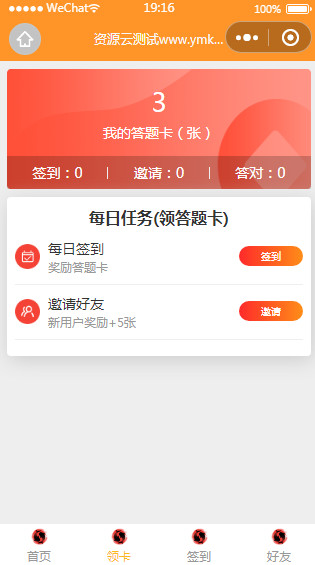 WeChat 19:16 100%
资源云测试www.ymk...
3
我的答题卡 ( 张 )
签到：0 | 邀请：0 | 答对：0
每日任务(领答题卡)
每日签到
奖励答题卡
签到
邀请好友
新用户奖励+5张
邀请
首页 领卡 签到 好友